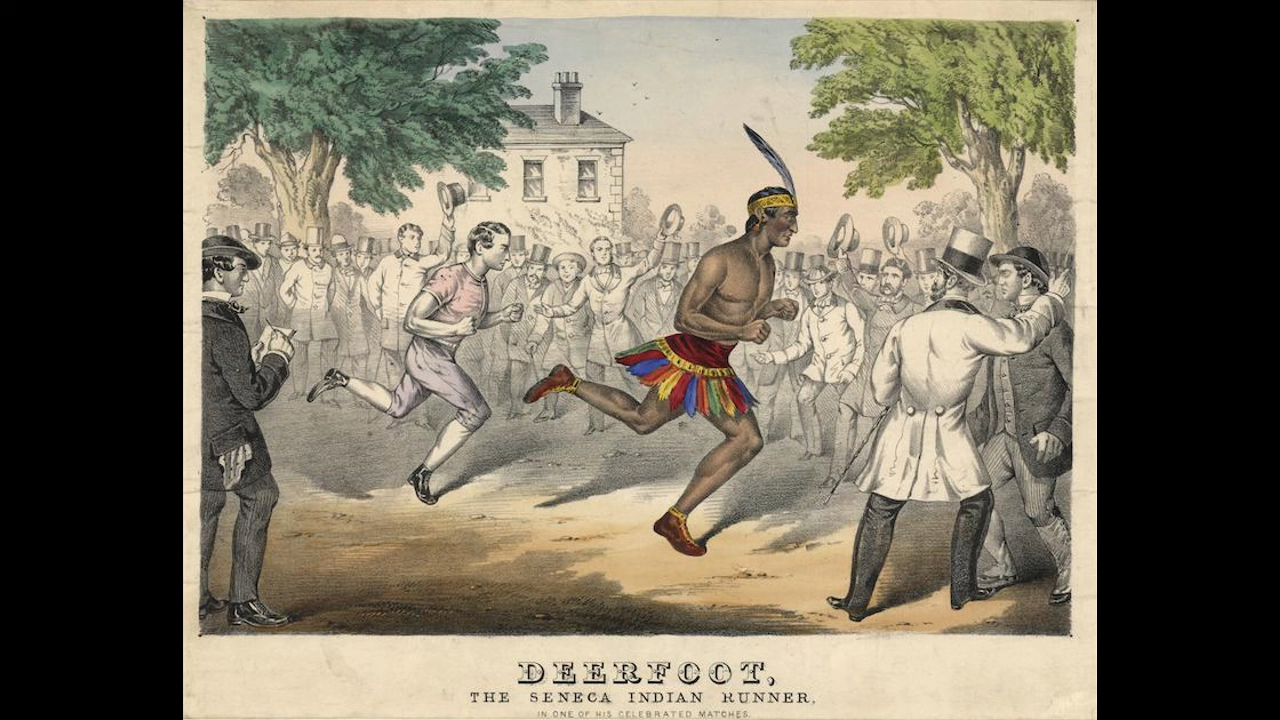 DEERFOOT,
THE SENECA INDIAN RUNNER,
IN ONE OF HIS CELEBRATED MATCHES.